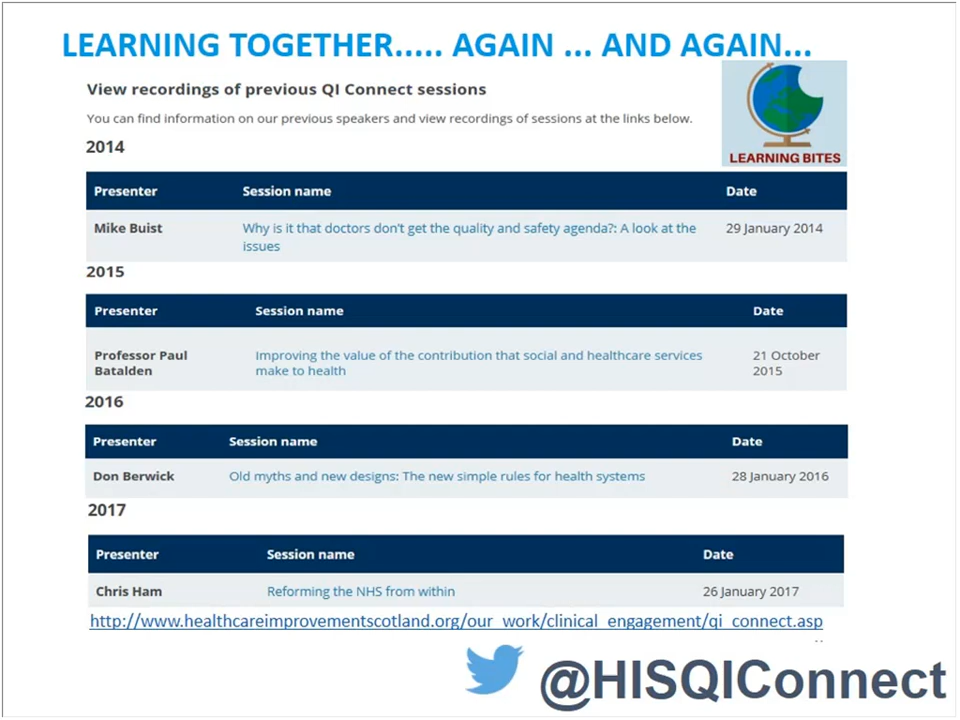 LEARNING TOGETHER..... AGAIN ... AND AGAIN...
View recordings of previous QI Connect sessions
You can find information on our previous speakers and view recordings of sessions at the links below.
LEARNING BITES
2014
Presenter Session name Date
Mike Buist Why is it that doctors don't get the quality and safety agenda?: A look at the 29 January 2014
issues
2015
Presenter Session name Date
Professor Paul Improving the value of the contribution that social and healthcare services 21 October
Batalden make to health 2015
2016
Presenter Session name Date
Don Berwick Old myths and new designs: The new simple rules for health systems 28 January 2016
2017
Presenter Session name Date
Chris Ham Reforming the NHS from within 26 January 2017
http://www.healthcareimprovementscotland.org/our_work/clinical_engagement/qi_connect.asp
@HISQIConnect